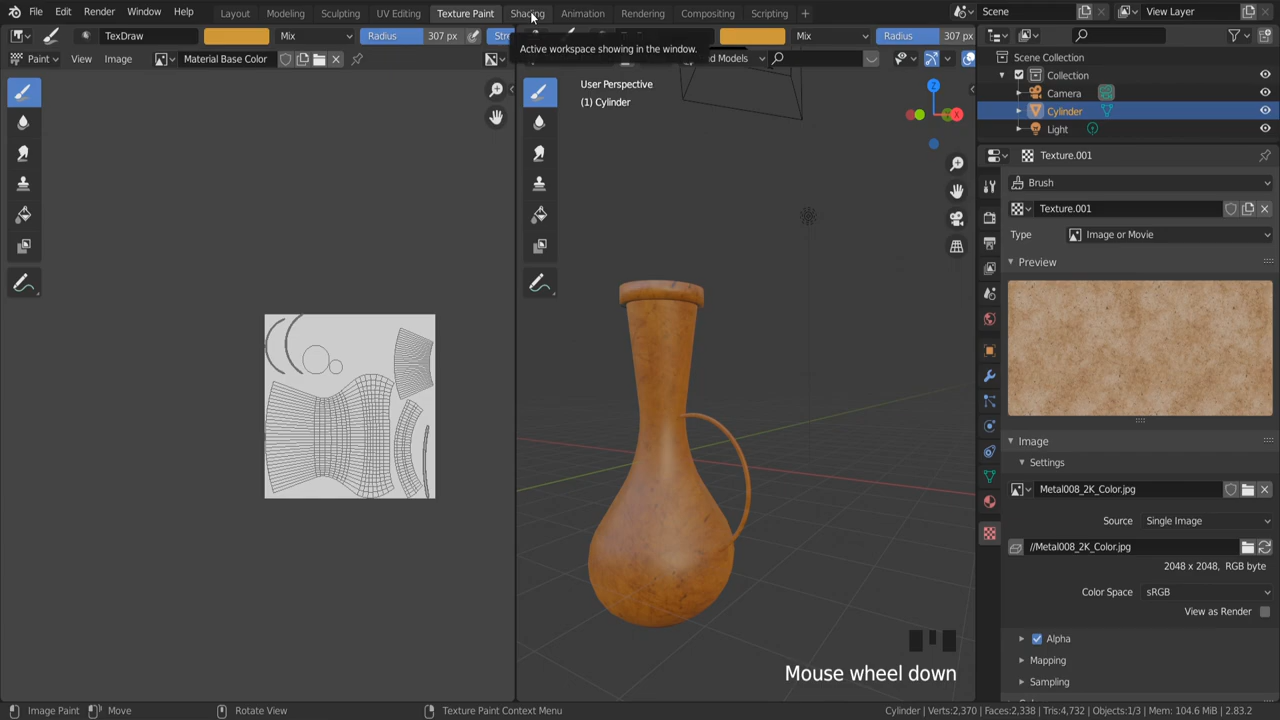 File Edit Render Window Help Layout Modeling Sculpting UV Editing Texture Paint Shading Animation Rendering Compositing Scripting + Scene View Layer
TexDraw Mix Radius 307 px Stre Mix Radius 307 px
Active workspace showing in the window.
Paint View Image Material Base Color d Models
User Perspective
(1) Cylinder
Z
X
Scene Collection
Collection
Camera
Cylinder
Light
Texture.001
Brush
Texture.001
Type Image or Movie
Preview
Image
Settings
Metal008_2K_Color.jpg
Source Single Image
//Metal008_2K_Color.jpg
2048 x 2048, RGB byte
Color Space sRGB
View as Render
Alpha
Mapping
Sampling
Mouse wheel down
Image Paint Move Rotate View Texture Paint Context Menu Cylinder | Verts:2,370 | Faces:2,338 | Tris:4,732 | Objects:1/3 | Mem: 104.6 MiB | 2.83.2